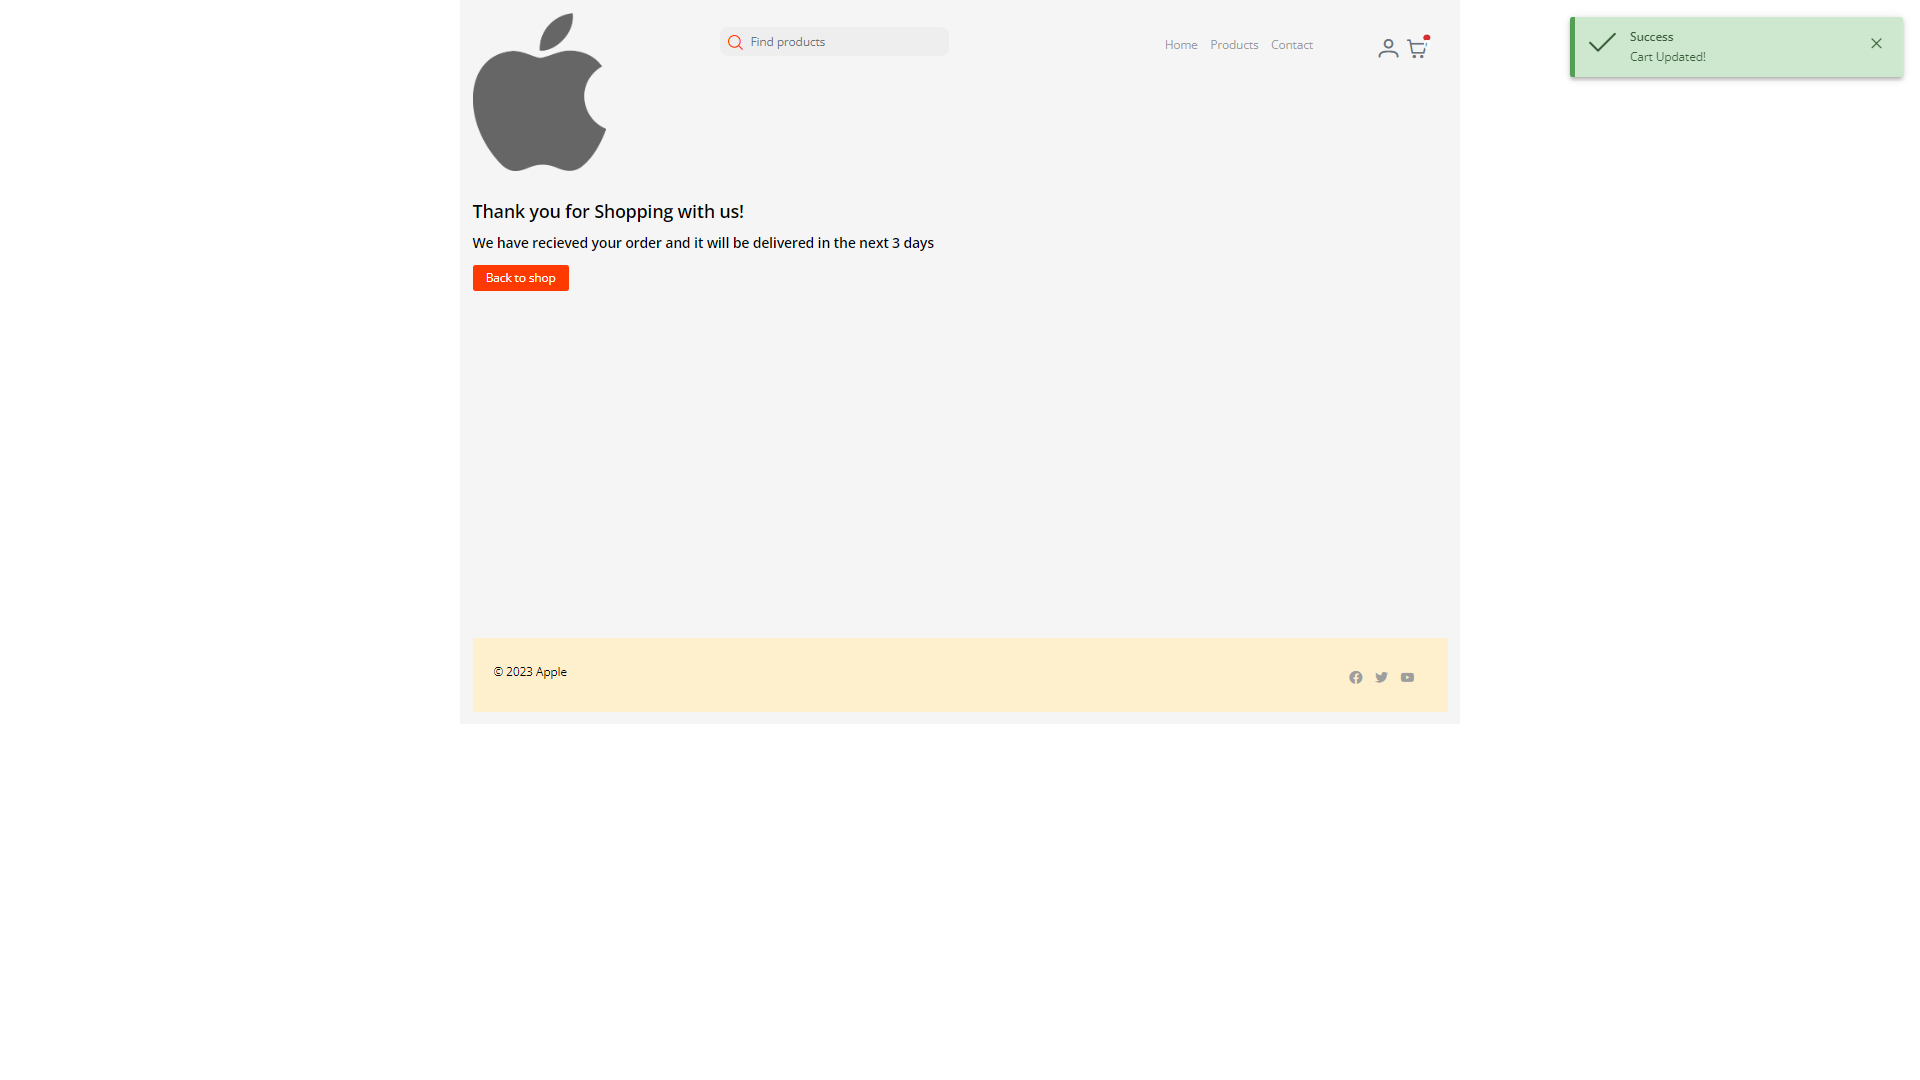 Find products
Home Products Contact
Success
Cart Updated!
Thank you for Shopping with us!
We have recieved your order and it will be delivered in the next 3 days
Back to shop
© 2023 Apple